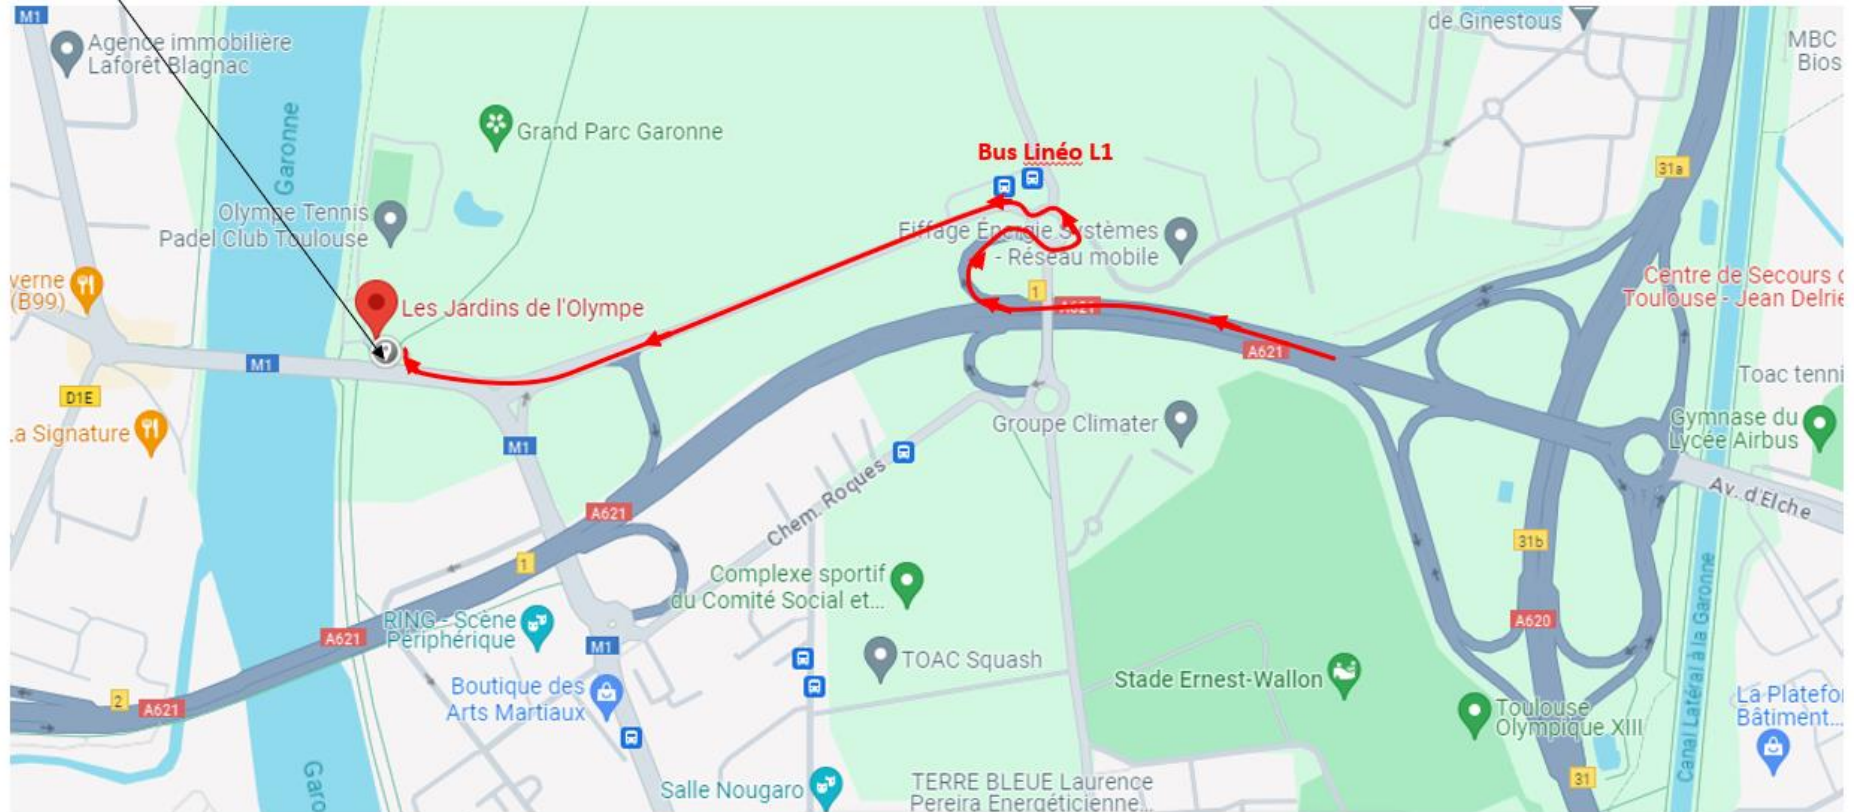 M1
Agence immobilière
Laforêt Blagnac
Garonne
Grand Parc Garonne
de Ginestous
MBC
Bios
31a
Bus Linéo L1
Olympe Tennis
Padel Club Toulouse
Eiffage Énergie Systèmes
- Réseau mobile
verne
(B99)
Les Jardins de l'Olympe
1
A621
Centre de Secours
Toulouse - Jean Delrie
M1
A621
D1E
Toac tenni
a Signature
M1
Groupe Climater
Gymnase du
Lycée Airbus
Chem. Roques
Av. d'Elche
A621
1
31b
Complexe sportif
du Comité Social et...
RING - Scène
Périphérique
A621
M1
A620
TOAC Squash
Stade Ernest-Wallon
Boutique des
Arts Martiaux
2
A621
Toulouse
Olympique XIII
Canal Latéral à la Garonne
La Platefo
Bâtiment...
Garo
Salle Nougaro
TERRE BLEUE Laurence
Pereira Energéticienne...
31